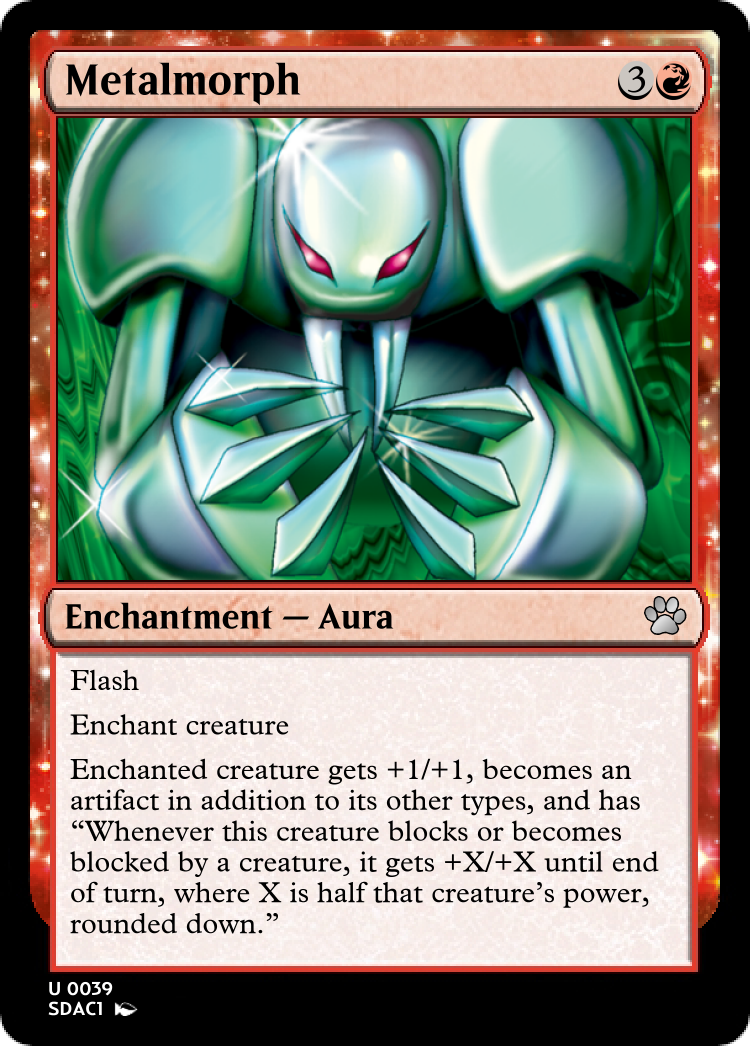 Metalmorph 3
Enchantment — Aura
Flash
Enchant creature
Enchanted creature gets +1/+1, becomes an
artifact in addition to its other types, and has
“Whenever this creature blocks or becomes
blocked by a creature, it gets +X/+X until end
of turn, where X is half that creature’s power,
rounded down.”
U 0039
SDAC1